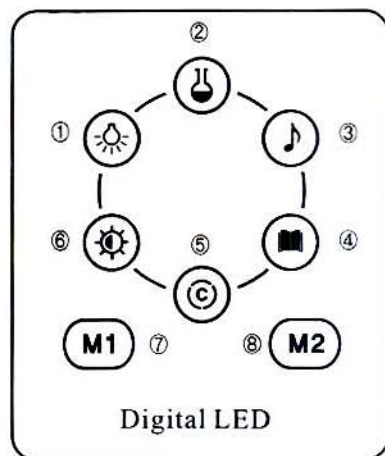 ②
① ③
⑥ ⑤ ④
©
M1 ⑦ ⑧ M2
Digital LED